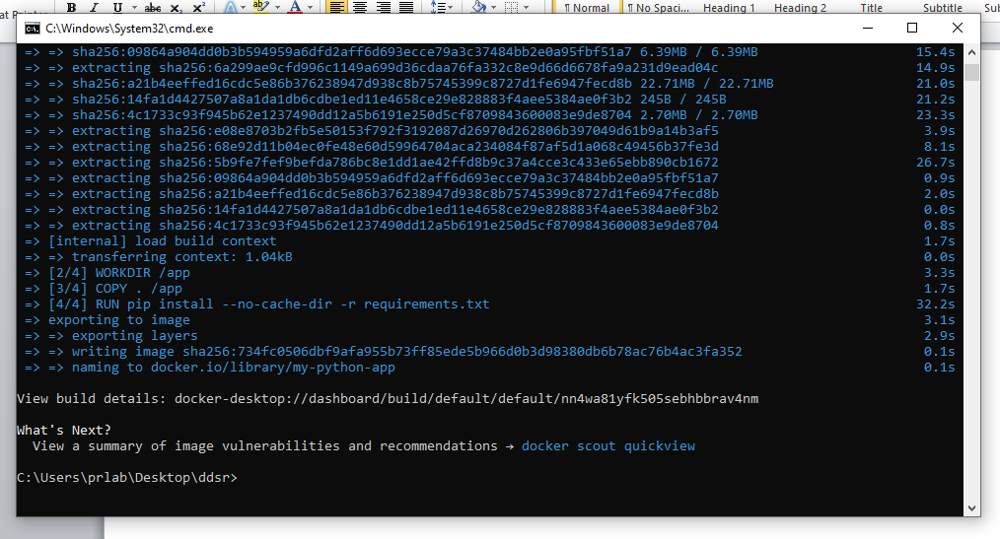 B I U abc X₂ X² A ab A
¶ Normal ¶ No Spaci... Heading 1 Heading 2 Title Subtitle Subtle
at Painter
C:\Windows\System32\cmd.exe
=> => sha256:09864a904dd0b3b594959a6dfd2aff6d693ecce79a3c37484bb2e0a95fbf51a7 6.39MB / 6.39MB 15.4s
=> => extracting sha256:6a299ae9cfd996c1149a699d36cdaa76fa332c8e9d66d6678fa9a231d9ead04c 14.9s
=> => sha256:a21b4eeffed16cdc5e86b376238947d938c8b75745399c8727d1fe6947fecd8b 22.71MB / 22.71MB 21.0s
=> => sha256:14fa1d4427507a8a1da1db6cdbe1ed11e4658ce29e828883f4aee5384ae0f3b2 245B / 245B 21.2s
=> => sha256:4c1733c93f945b62e1237490dd12a5b6191e250d5cf8709843600083e9de8704 2.70MB / 2.70MB 23.3s
=> => extracting sha256:e08e8703b2fb5e50153f792f3192087d26970d262806b397049d61b9a14b3af5 3.9s
=> => extracting sha256:68e92d11b04ec0fe48e60d59964704aca234084f87af5d1a068c49456b37fe3d 8.1s
=> => extracting sha256:5b9fe7fef9befda786bc8e1dd1ae42ffd8b9c37a4cce3c433e65ebb890cb1672 26.7s
=> => extracting sha256:09864a904dd0b3b594959a6dfd2aff6d693ecce79a3c37484bb2e0a95fbf51a7 0.9s
=> => extracting sha256:a21b4eeffed16cdc5e86b376238947d938c8b75745399c8727d1fe6947fecd8b 2.0s
=> => extracting sha256:14fa1d4427507a8a1da1db6cdbe1ed11e4658ce29e828883f4aee5384ae0f3b2 0.0s
=> => extracting sha256:4c1733c93f945b62e1237490dd12a5b6191e250d5cf8709843600083e9de8704 0.8s
=> [internal] load build context 1.7s
=> => transferring context: 1.04kB 0.0s
=> [2/4] WORKDIR /app 3.3s
=> [3/4] COPY . /app 1.7s
=> [4/4] RUN pip install --no-cache-dir -r requirements.txt 32.2s
=> exporting to image 3.1s
=> => exporting layers 2.9s
=> => writing image sha256:734fc0506dbf9afa955b73ff85ede5b966d0b3d98380db6b78ac76b4ac3fa352 0.1s
=> => naming to docker.io/library/my-python-app 0.1s
View build details: docker-desktop://dashboard/build/default/default/nn4wa81yfk505sebhbbrav4nm
What's Next?
View a summary of image vulnerabilities and recommendations → docker scout quickview
C:\Users\prlab\Desktop\ddsr>